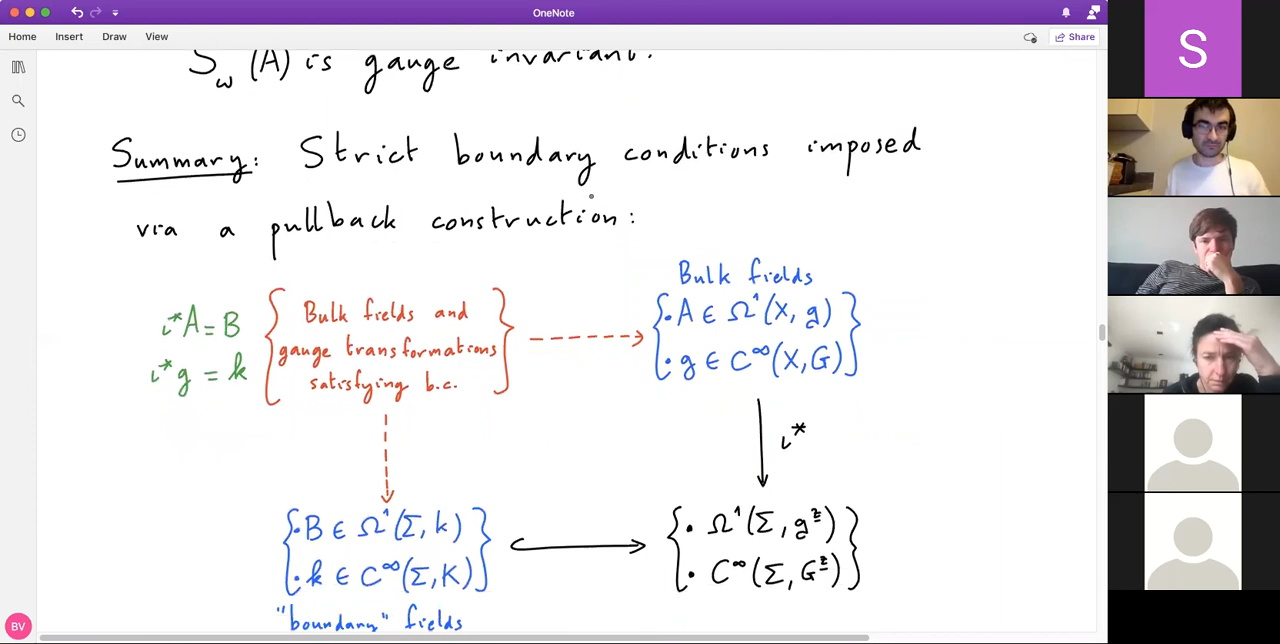 OneNote
Home Insert Draw View
Share
S_ω (A) is gauge invariant.
Summary: Strict boundary conditions imposed
via a pullback construction:
Bulk fields
ι*A = B
ι*g = k
{ Bulk fields and
gauge transformations
satisfying b.c. }
{ · A ∈ Ω¹(X, g)
· g ∈ C∞(X, G) }
ι*
{ · B ∈ Ω¹(Σ, k)
· k ∈ C∞(Σ, K) }
"boundary" fields
{ · Ω¹(Σ, g^ẑ)
· C∞(Σ, G^ẑ) }
BV
S